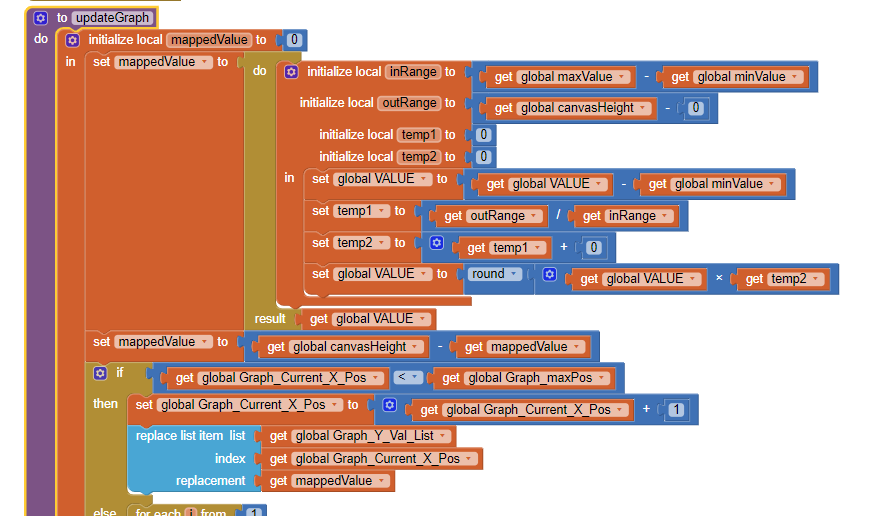 to updateGraph
do initialize local mappedValue to 0
in set mappedValue to
do initialize local inRange to get global maxValue - get global minValue
initialize local outRange to get global canvasHeight - 0
initialize local temp1 to 0
initialize local temp2 to 0
in set global VALUE to get global VALUE - get global minValue
set temp1 to get outRange / get inRange
set temp2 to get temp1 + 0
set global VALUE to round get global VALUE × get temp2
result get global VALUE
set mappedValue to get global canvasHeight - get mappedValue
if get global Graph_Current_X_Pos < get global Graph_maxPos
then set global Graph_Current_X_Pos to get global Graph_Current_X_Pos + 1
replace list item list get global Graph_Y_Val_List
index get global Graph_Current_X_Pos
replacement get mappedValue
else for each i from 1